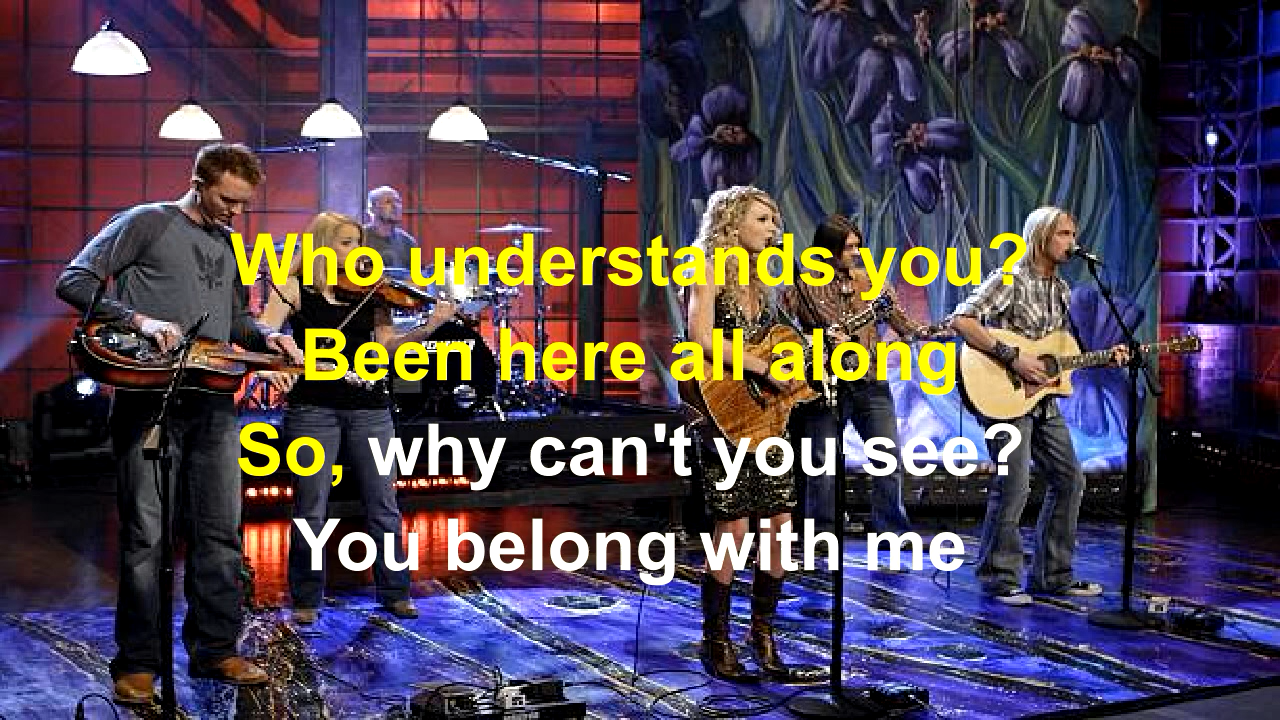 Who understands you?
Been here all along
So, why can't you see?
You belong with me